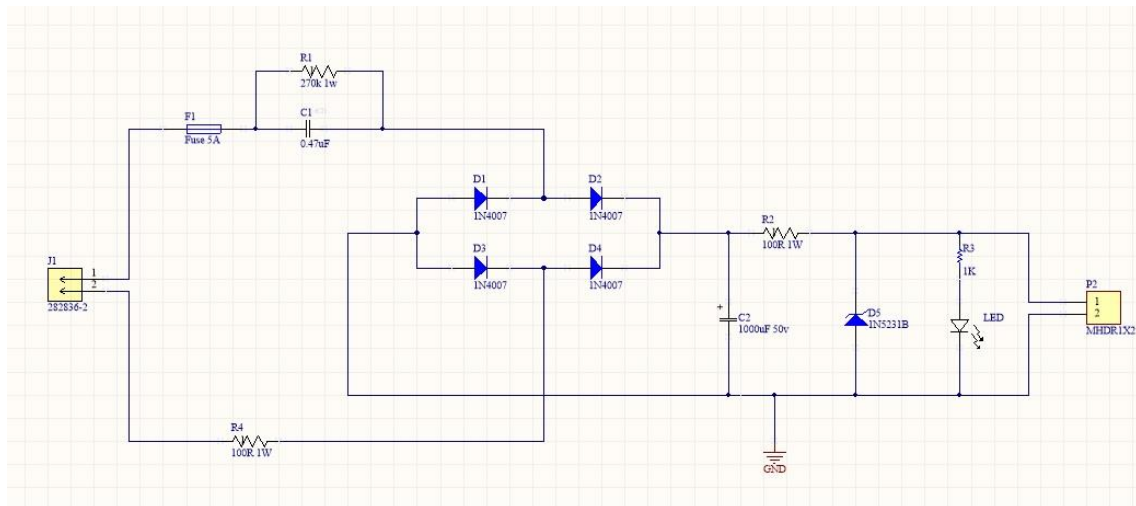 R1
270k 1w
F1
Fuse 5A
C1
0.47uF
D1
1N4007
D2
1N4007
R2
100R 1W
D3
1N4007
D4
1N4007
R3
1K
J1
1
2
282836-2
C2
1000uF 50v
+
D5
1N5231B
LED
P2
1
2
MHDR1X2
R4
100R 1W
GND